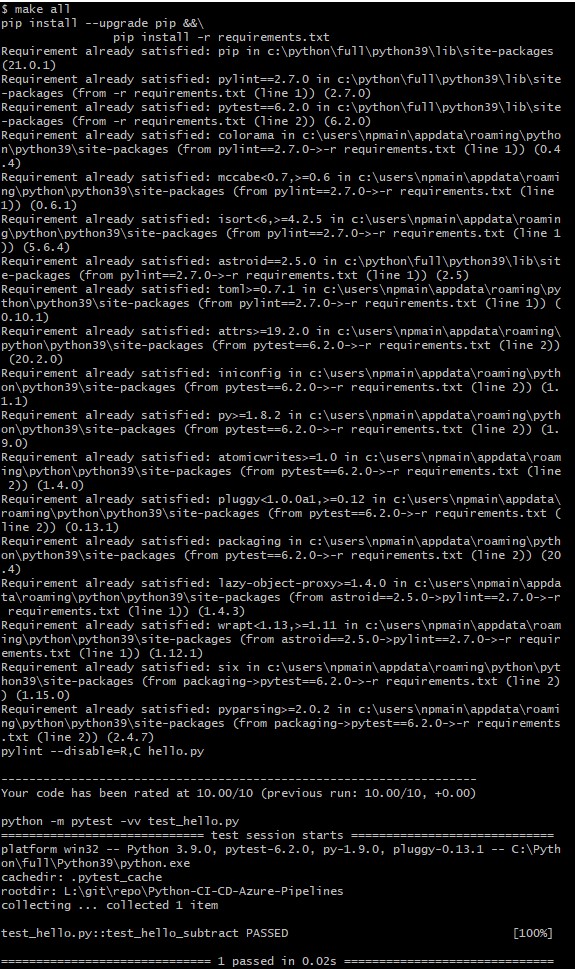 $ make all
pip install --upgrade pip &&\
                pip install -r requirements.txt
Requirement already satisfied: pip in c:\python\full\python39\lib\site-packages
(21.0.1)
Requirement already satisfied: pylint==2.7.0 in c:\python\full\python39\lib\site
-packages (from -r requirements.txt (line 1)) (2.7.0)
Requirement already satisfied: pytest==6.2.0 in c:\python\full\python39\lib\site
-packages (from -r requirements.txt (line 2)) (6.2.0)
Requirement already satisfied: colorama in c:\users\npmain\appdata\roaming\pytho
n\python39\site-packages (from pylint==2.7.0->-r requirements.txt (line 1)) (0.4
.4)
Requirement already satisfied: mccabe<0.7,>=0.6 in c:\users\npmain\appdata\roami
ng\python\python39\site-packages (from pylint==2.7.0->-r requirements.txt (line
1)) (0.6.1)
Requirement already satisfied: isort<6,>=4.2.5 in c:\users\npmain\appdata\roamin
g\python\python39\site-packages (from pylint==2.7.0->-r requirements.txt (line 1
)) (5.6.4)
Requirement already satisfied: astroid==2.5.0 in c:\python\full\python39\lib\sit
e-packages (from pylint==2.7.0->-r requirements.txt (line 1)) (2.5)
Requirement already satisfied: toml>=0.7.1 in c:\users\npmain\appdata\roaming\py
thon\python39\site-packages (from pylint==2.7.0->-r requirements.txt (line 1)) (
0.10.1)
Requirement already satisfied: attrs>=19.2.0 in c:\users\npmain\appdata\roaming\
python\python39\site-packages (from pytest==6.2.0->-r requirements.txt (line 2))
 (20.2.0)
Requirement already satisfied: iniconfig in c:\users\npmain\appdata\roaming\pyth
on\python39\site-packages (from pytest==6.2.0->-r requirements.txt (line 2)) (1.
1.1)
Requirement already satisfied: py>=1.8.2 in c:\users\npmain\appdata\roaming\pyth
on\python39\site-packages (from pytest==6.2.0->-r requirements.txt (line 2)) (1.
9.0)
Requirement already satisfied: atomicwrites>=1.0 in c:\users\npmain\appdata\roam
ing\python\python39\site-packages (from pytest==6.2.0->-r requirements.txt (line
 2)) (1.4.0)
Requirement already satisfied: pluggy<1.0.0a1,>=0.12 in c:\users\npmain\appdata\
roaming\python\python39\site-packages (from pytest==6.2.0->-r requirements.txt (
line 2)) (0.13.1)
Requirement already satisfied: packaging in c:\users\npmain\appdata\roaming\pyth
on\python39\site-packages (from pytest==6.2.0->-r requirements.txt (line 2)) (20
.4)
Requirement already satisfied: lazy-object-proxy>=1.4.0 in c:\users\npmain\appda
ta\roaming\python\python39\site-packages (from astroid==2.5.0->pylint==2.7.0->-r
 requirements.txt (line 1)) (1.4.3)
Requirement already satisfied: wrapt<1.13,>=1.11 in c:\users\npmain\appdata\roam
ing\python\python39\site-packages (from astroid==2.5.0->pylint==2.7.0->-r requir
ements.txt (line 1)) (1.12.1)
Requirement already satisfied: six in c:\users\npmain\appdata\roaming\python\pyt
hon39\site-packages (from packaging->pytest==6.2.0->-r requirements.txt (line 2)
) (1.15.0)
Requirement already satisfied: pyparsing>=2.0.2 in c:\users\npmain\appdata\roami
ng\python\python39\site-packages (from packaging->pytest==6.2.0->-r requirements
.txt (line 2)) (2.4.7)
pylint --disable=R,C hello.py
--------------------------------------------------------------------
Your code has been rated at 10.00/10 (previous run: 10.00/10, +0.00)
python -m pytest -vv test_hello.py
============================= test session starts =============================
platform win32 -- Python 3.9.0, pytest-6.2.0, py-1.9.0, pluggy-0.13.1 -- C:\Pyth
on\full\Python39\python.exe
cachedir: .pytest_cache
rootdir: L:\git\repo\Python-CI-CD-Azure-Pipelines
collecting ... collected 1 item
test_hello.py::test_hello_subtract PASSED                                [100%]
============================== 1 passed in 0.02s ==============================